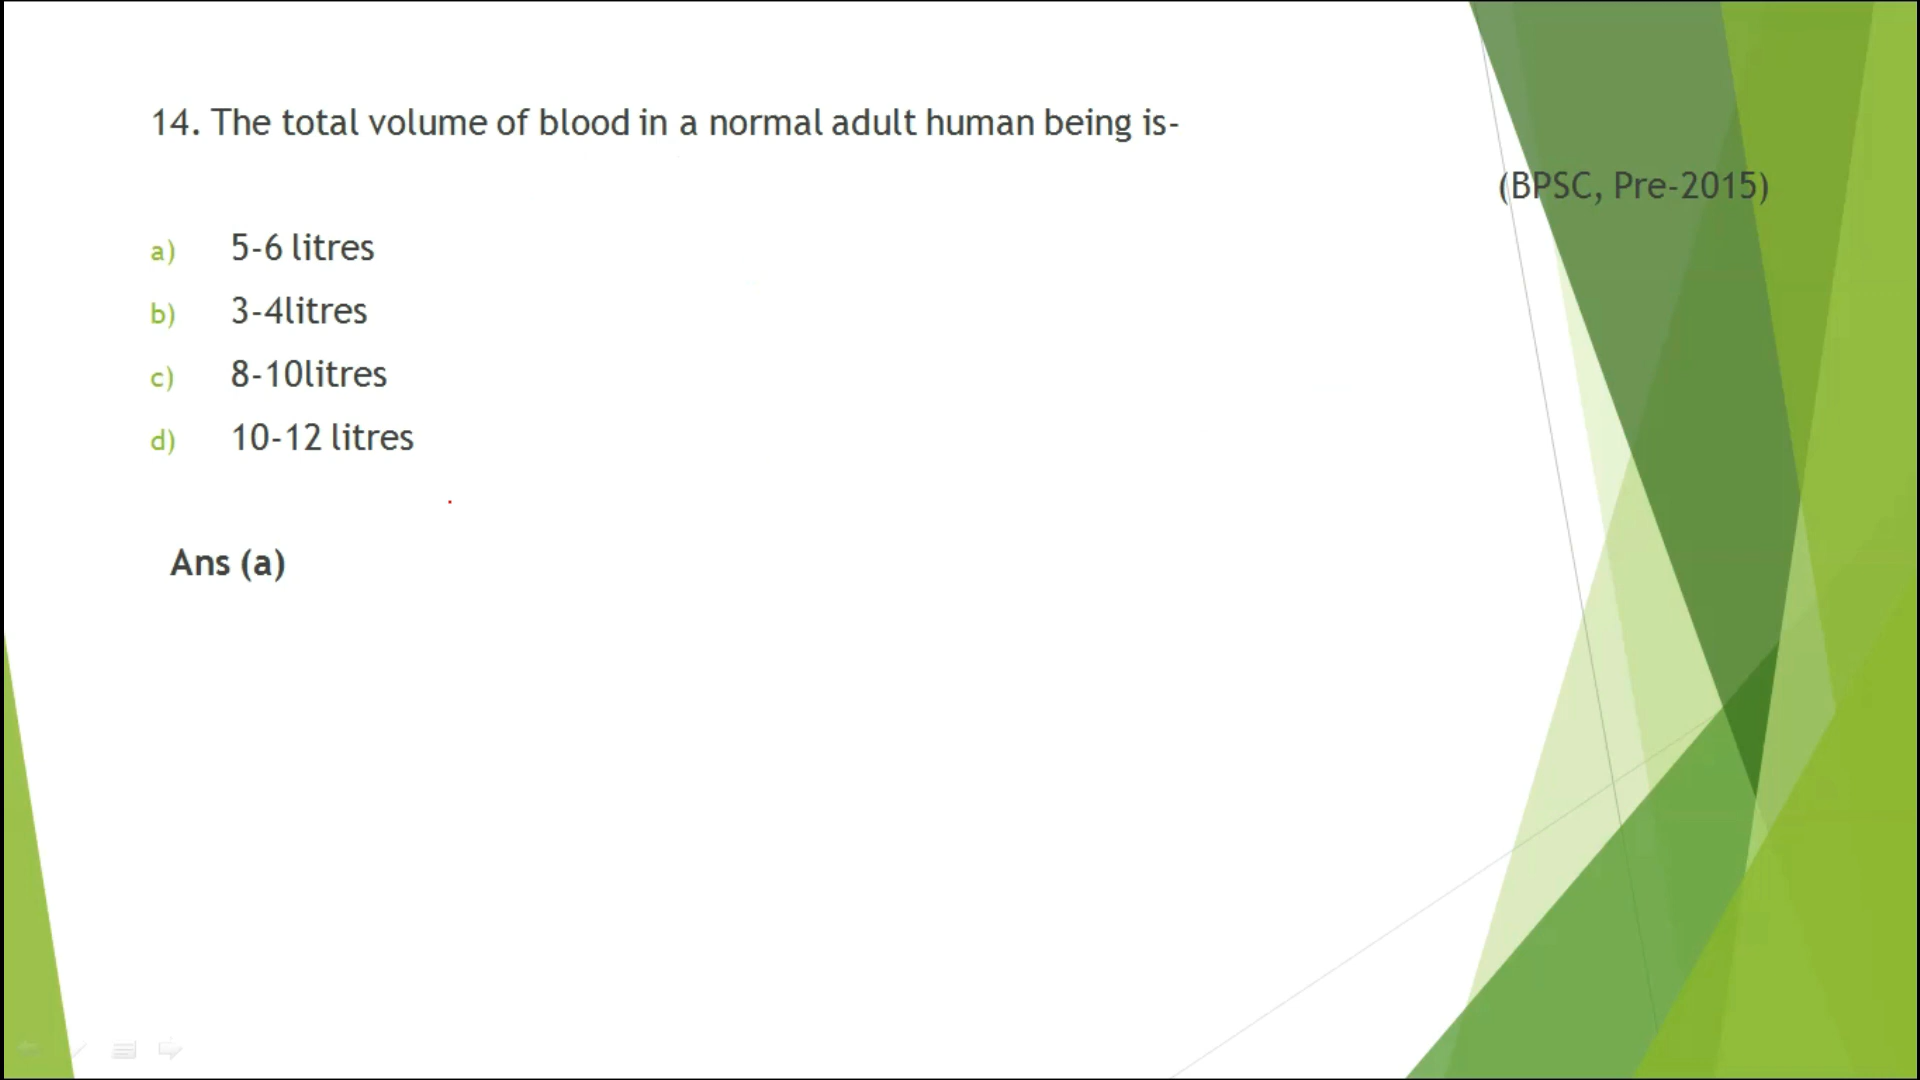 14. The total volume of blood in a normal adult human being is-
(BPSC, Pre-2015)
a) 5-6 litres
b) 3-4litres
c) 8-10litres
d) 10-12 litres
Ans (a)